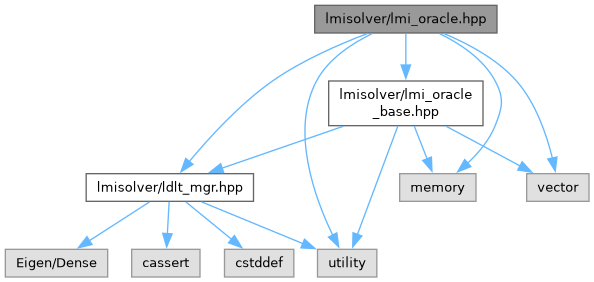 lmisolver/lmi_oracle.hpp
lmisolver/lmi_oracle
_base.hpp
lmisolver/ldlt_mgr.hpp
memory
vector
Eigen/Dense
cassert
cstddef
utility